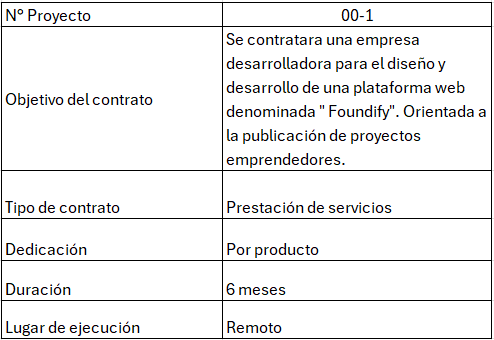 N° Proyecto 00-1
Objetivo del contrato
Se contratara una empresa
desarrolladora para el diseño y
desarrollo de una plataforma web
denominada " Foundify". Orientada a
la publicación de proyectos
emprendedores.
Tipo de contrato Prestación de servicios
Dedicación Por producto
Duración 6 meses
Lugar de ejecución Remoto